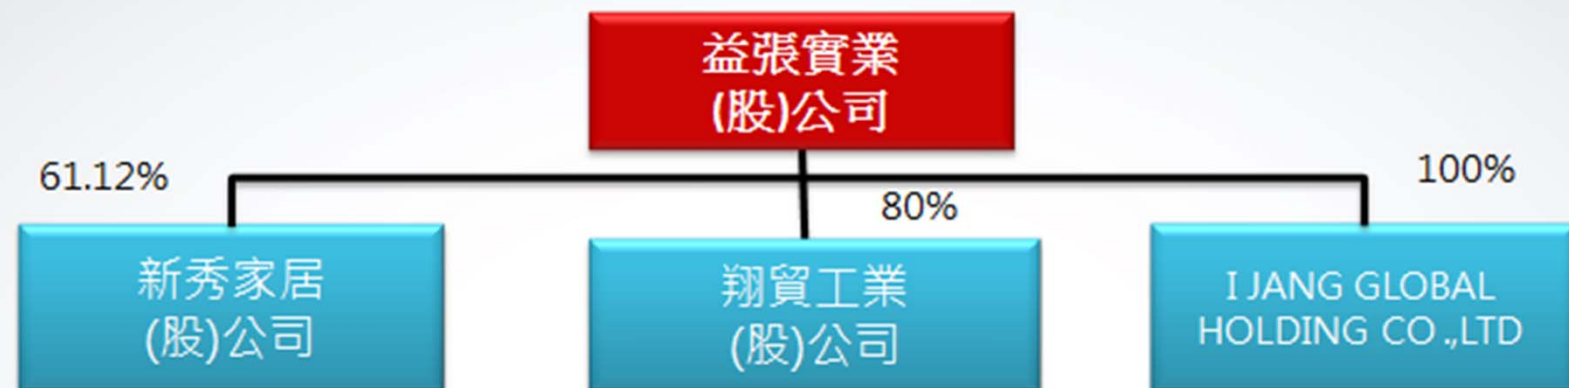 益張實業
(股)公司
61.12%
80%
100%
新秀家居
(股)公司
翔貿工業
(股)公司
I JANG GLOBAL
HOLDING CO .,LTD